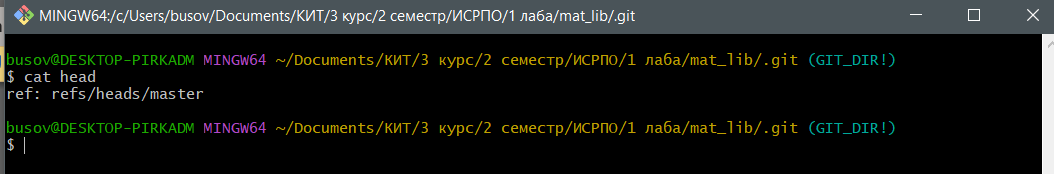 MINGW64:/c/Users/busov/Documents/КИТ/3 курс/2 семестр/ИСРПО/1 лаба/mat_lib/.git
busov@DESKTOP-PIRKADM MINGW64 ~/Documents/КИТ/3 курс/2 семестр/ИСРПО/1 лаба/mat_lib/.git (GIT_DIR!)
$ cat head
ref: refs/heads/master
busov@DESKTOP-PIRKADM MINGW64 ~/Documents/КИТ/3 курс/2 семестр/ИСРПО/1 лаба/mat_lib/.git (GIT_DIR!)
$